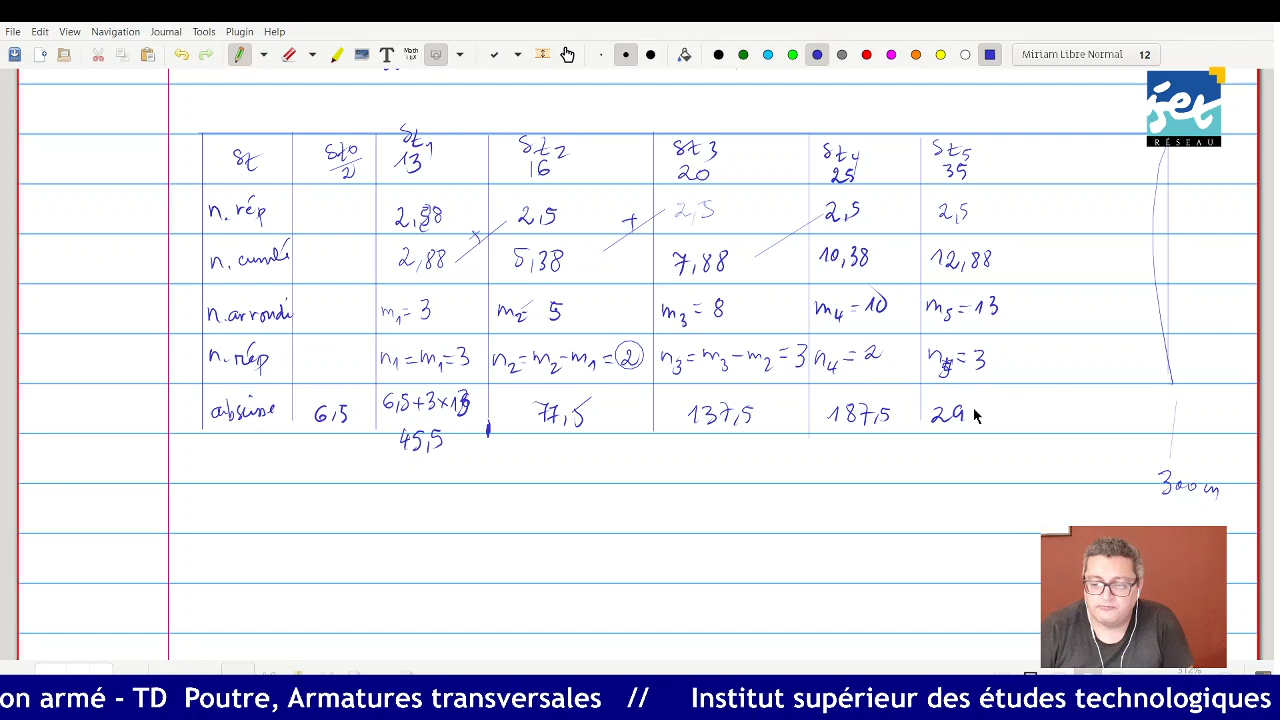 File Edit View Navigation Journal Tools Plugin Help
Miriam Libre Normal 12
iset
RÉSEAU
St St0/2 St1 13 St2 16 St3 20 St4 25 St5 35
n. rép 2,88 2,5 2,5 2,5 2,5
n. cumulé 2,88 5,38 7,88 10,38 12,88
n. arrondi m1 = 3 m2 = 5 m3 = 8 m4 = 10 m5 = 13
n. rép n1 = m1 = 3 n2 = m2 - m1 = 2 n3 = m3 - m2 = 3 n4 = 2 n5 = 3
abscisse 6,5 6,5 + 3 × 13 77,5 137,5 187,5 29
45,5
300 cm
312%
on armé - TD Poutre, Armatures transversales // Institut supérieur des études technologiques